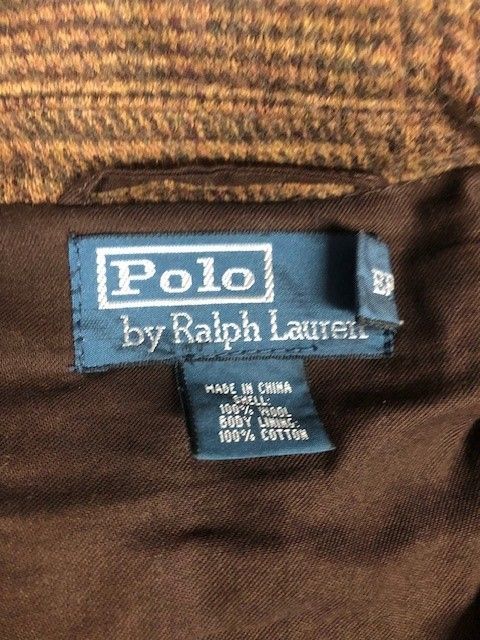 Polo
by Ralph Lauren
MADE IN CHINA
SHELL:
100% WOOL
BODY LINING:
100% COTTON